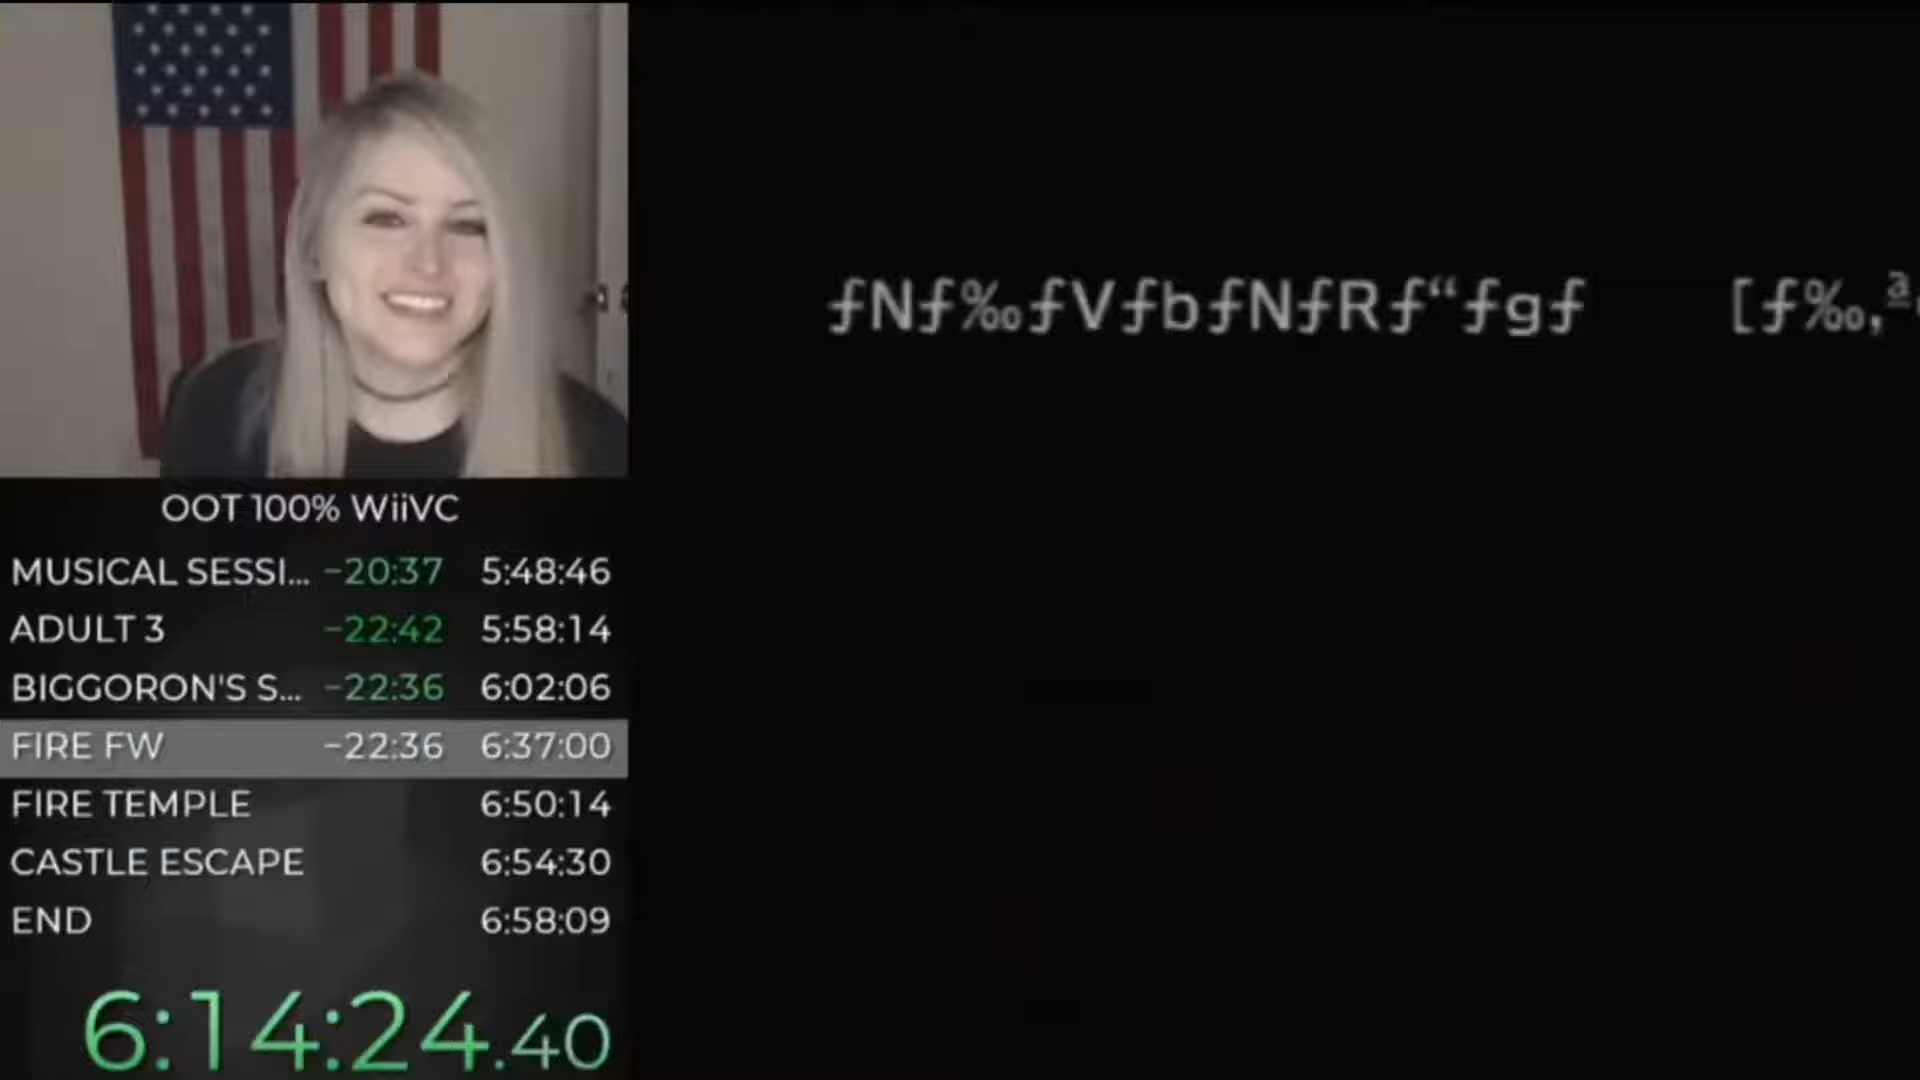 ƒNƒ‰ƒVƒbƒNƒRƒ“ƒgƒ [ƒ‰,ª
OOT 100% WiiVC
MUSICAL SESSI... −20:37 5:48:46
ADULT 3 −22:42 5:58:14
BIGGORON'S S... −22:36 6:02:06
FIRE FW −22:36 6:37:00
FIRE TEMPLE 6:50:14
CASTLE ESCAPE 6:54:30
END 6:58:09
6:14:24.40